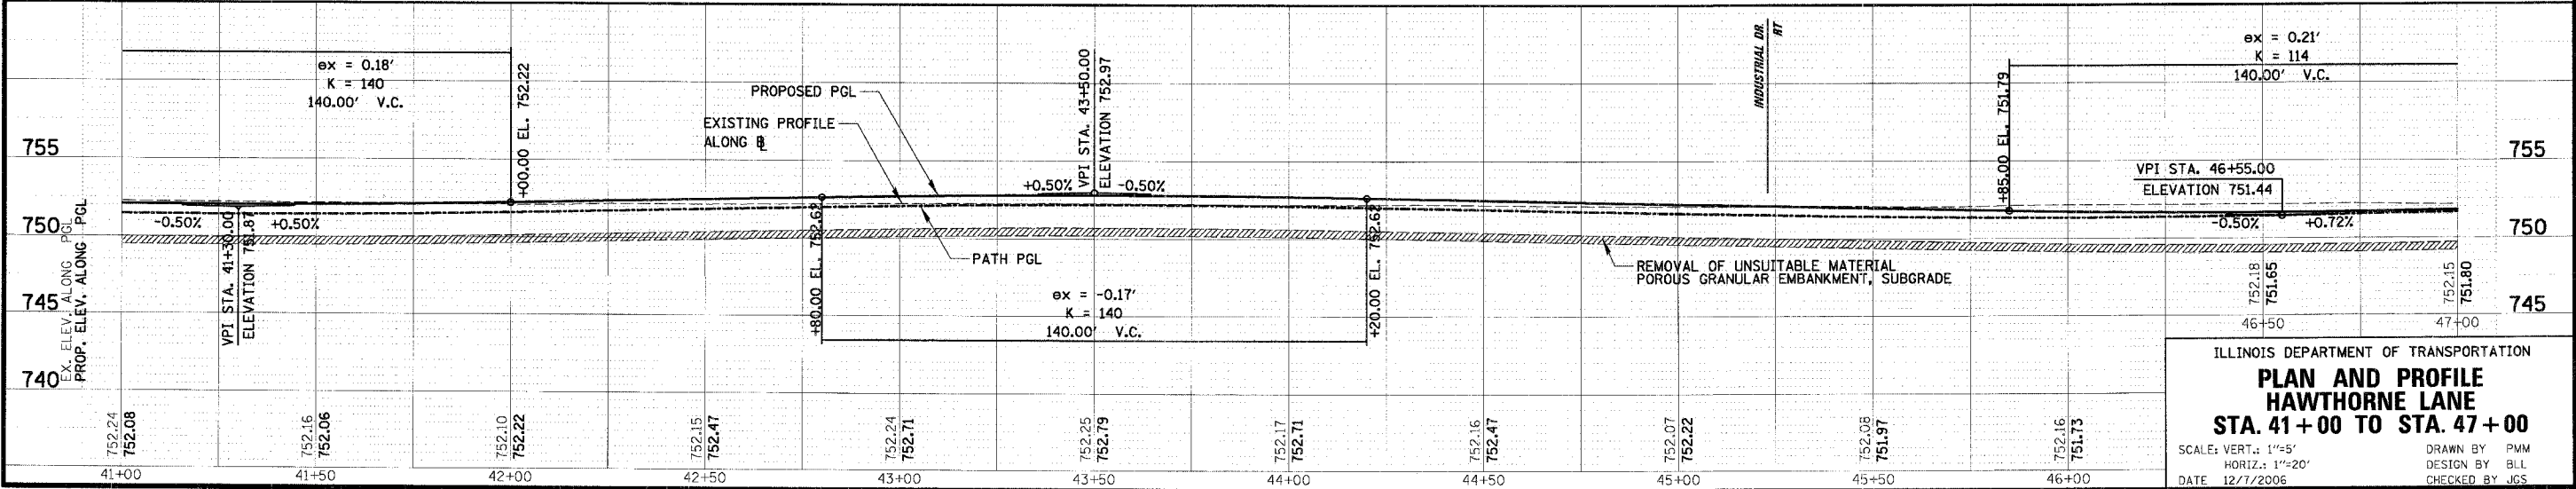 ex = 0.18'
K = 140
140.00' V.C.
+00.00 EL. 752.22
PROPOSED PGL
EXISTING PROFILE
ALONG ℄
VPI STA. 43+50.00
ELEVATION 752.97
+0.50%
-0.50%
INDUSTRIAL DR.
RT
ex = 0.21'
K = 114
140.00' V.C.
+85.00 EL. 751.79
VPI STA. 46+55.00
ELEVATION 751.44
755
750
745
740
755
750
745
-0.50%
+0.50%
VPI STA. 41+30.00
ELEVATION 751.87
+80.00 EL. 752.62
PATH PGL
ex = -0.17'
K = 140
140.00' V.C.
+20.00 EL. 752.62
REMOVAL OF UNSUITABLE MATERIAL
POROUS GRANULAR EMBANKMENT, SUBGRADE
-0.50%
+0.72%
EX. ELEV. ALONG PGL
PROP. ELEV. ALONG PGL
752.24
752.08
752.16
752.06
752.10
752.22
752.15
752.47
752.24
752.71
752.25
752.79
752.17
752.71
752.16
752.47
752.07
752.22
752.08
751.97
752.16
751.73
752.18
751.65
752.15
751.80
41+00
41+50
42+00
42+50
43+00
43+50
44+00
44+50
45+00
45+50
46+00
46+50
47+00
ILLINOIS DEPARTMENT OF TRANSPORTATION
PLAN AND PROFILE
HAWTHORNE LANE
STA. 41+00 TO STA. 47+00
SCALE: VERT.: 1"=5'
HORIZ.: 1"=20'
DATE 12/7/2006
DRAWN BY PMM
DESIGN BY BLL
CHECKED BY JGS